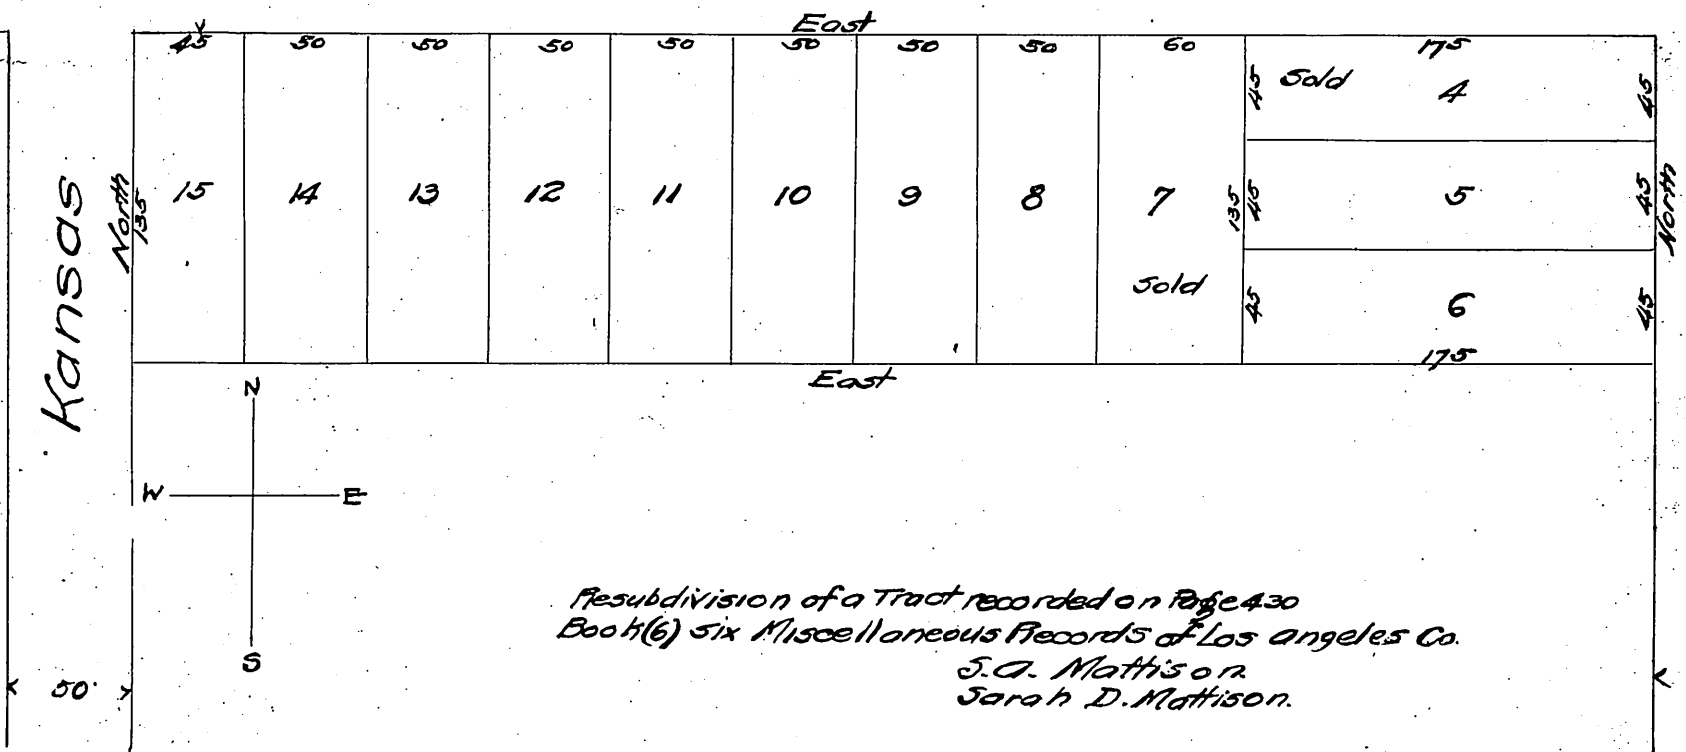 East
45 50 50 50 50 50 50 50 60 175
45 Sold 4 45
Kansas
North
135
15 14 13 12 11 10 9 8 7
135
45 5 45
North
Sold
45 6 45
175
East
N
W E
S
50
Resubdivision of a Tract recorded on Page 430
Book (6) six Miscellaneous Records of Los Angeles Co.
S.A. Mattison
Sarah D. Mattison.